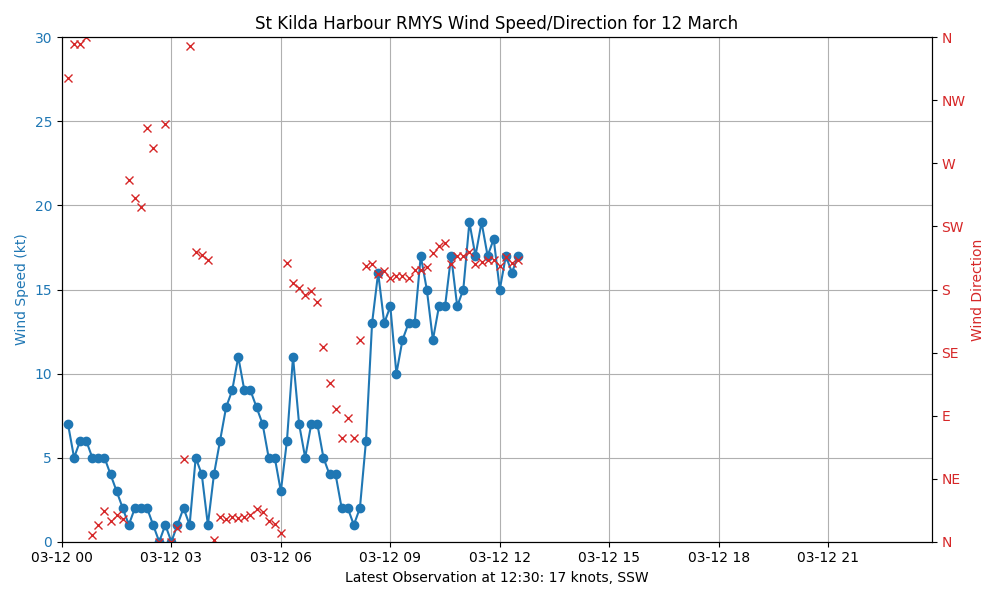 St Kilda Harbour RMYS Wind Speed/Direction for 12 March
30
25
20
15
10
5
0
Wind Speed (kt)
N
NW
W
SW
S
SE
E
NE
N
Wind Direction
03-12 00 03-12 03 03-12 06 03-12 09 03-12 12 03-12 15 03-12 18 03-12 21
Latest Observation at 12:30: 17 knots, SSW